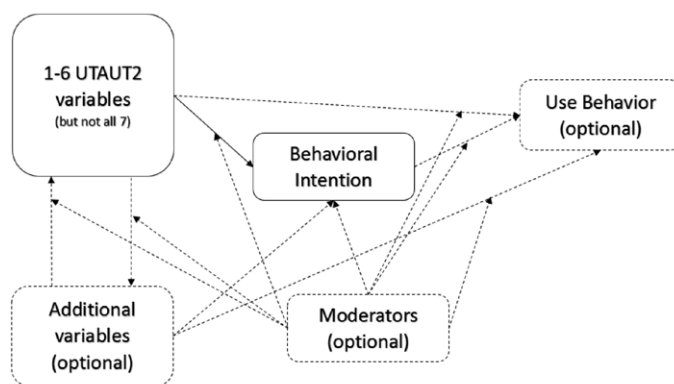 1-6 UTAUT2
variables
(but not all 7)
Use Behavior
(optional)
Behavioral
Intention
Additional
variables
(optional)
Moderators
(optional)